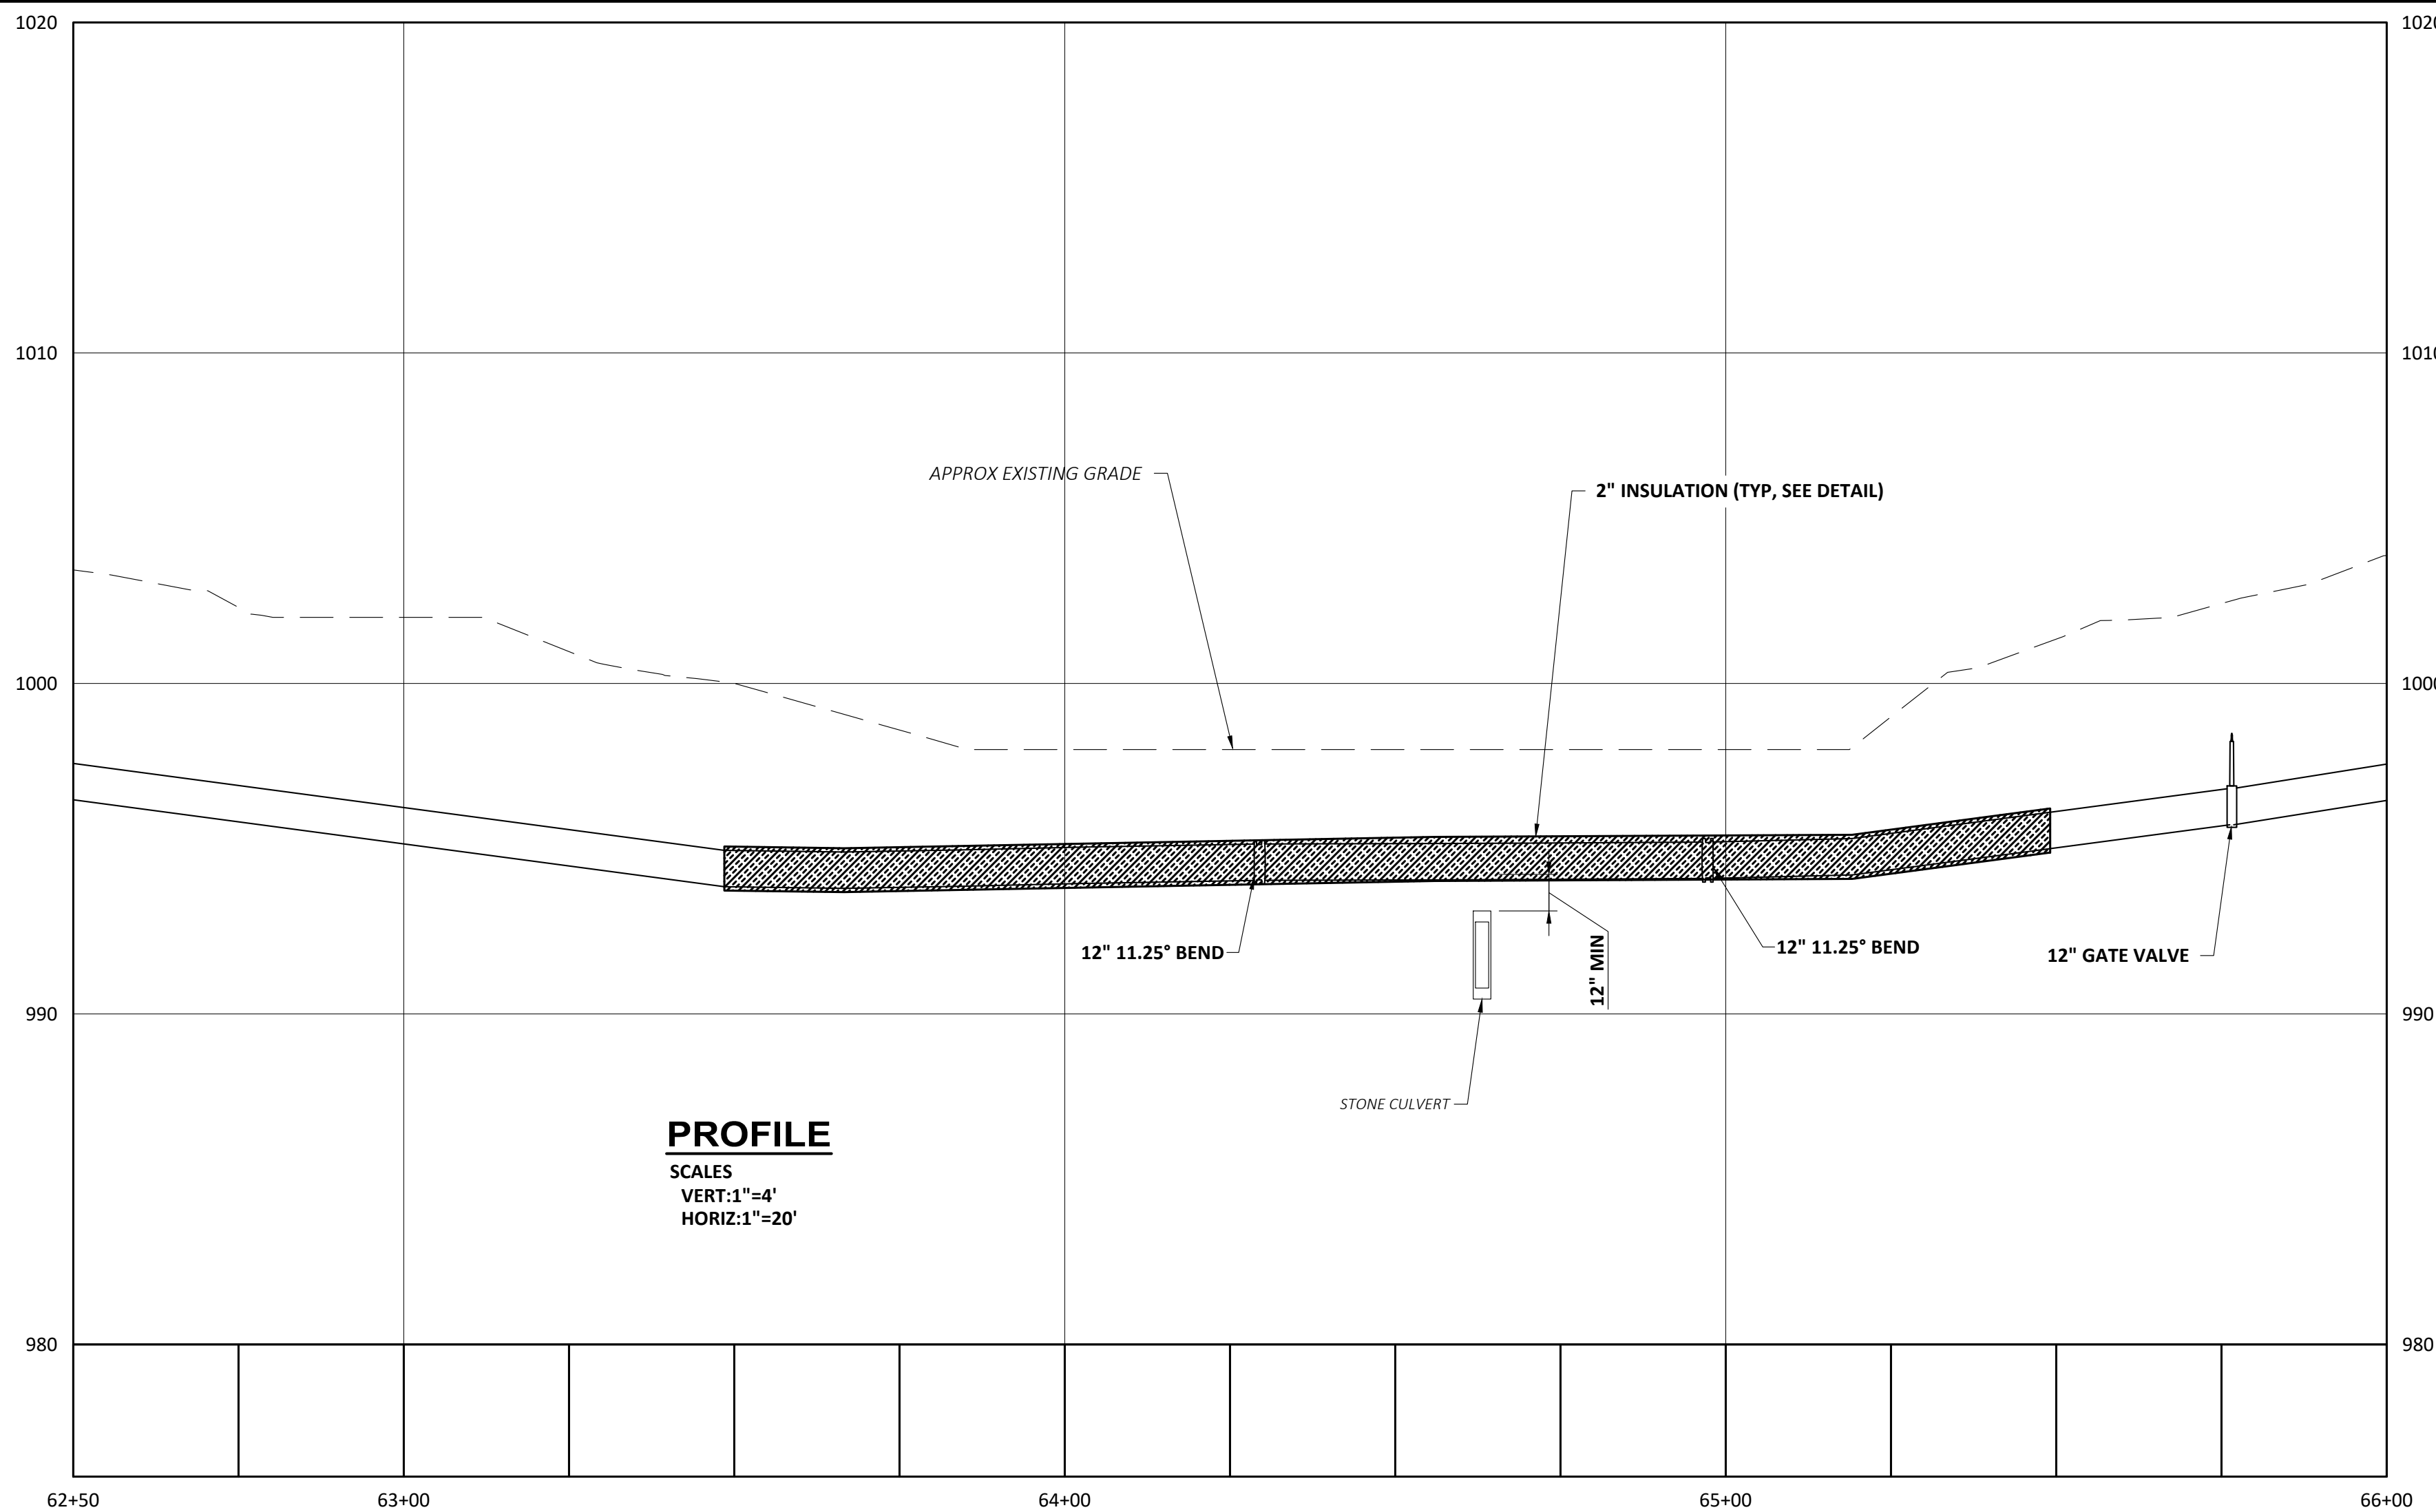 1020
1020
1010
1010
APPROX EXISTING GRADE
2" INSULATION (TYP, SEE DETAIL)
1000
1000
12" 11.25° BEND
12" MIN
12" 11.25° BEND
12" GATE VALVE
990
990
STONE CULVERT
PROFILE
SCALES
VERT:1"=4'
HORIZ:1"=20'
980
980
62+50
63+00
64+00
65+00
66+00